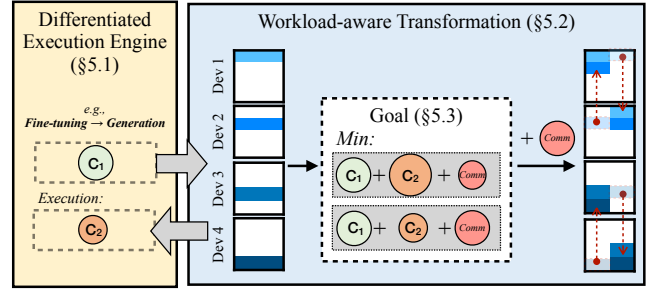 Differentiated
Execution Engine
(§5.1)
e.g.,
Fine-tuning → Generation
C1
Execution:
C2
Workload-aware Transformation (§5.2)
Dev 1
Dev 2
Dev 3
Dev 4
Goal (§5.3)
Min:
C1 + C2 + Comm
C1 + C2 + Comm
+ Comm